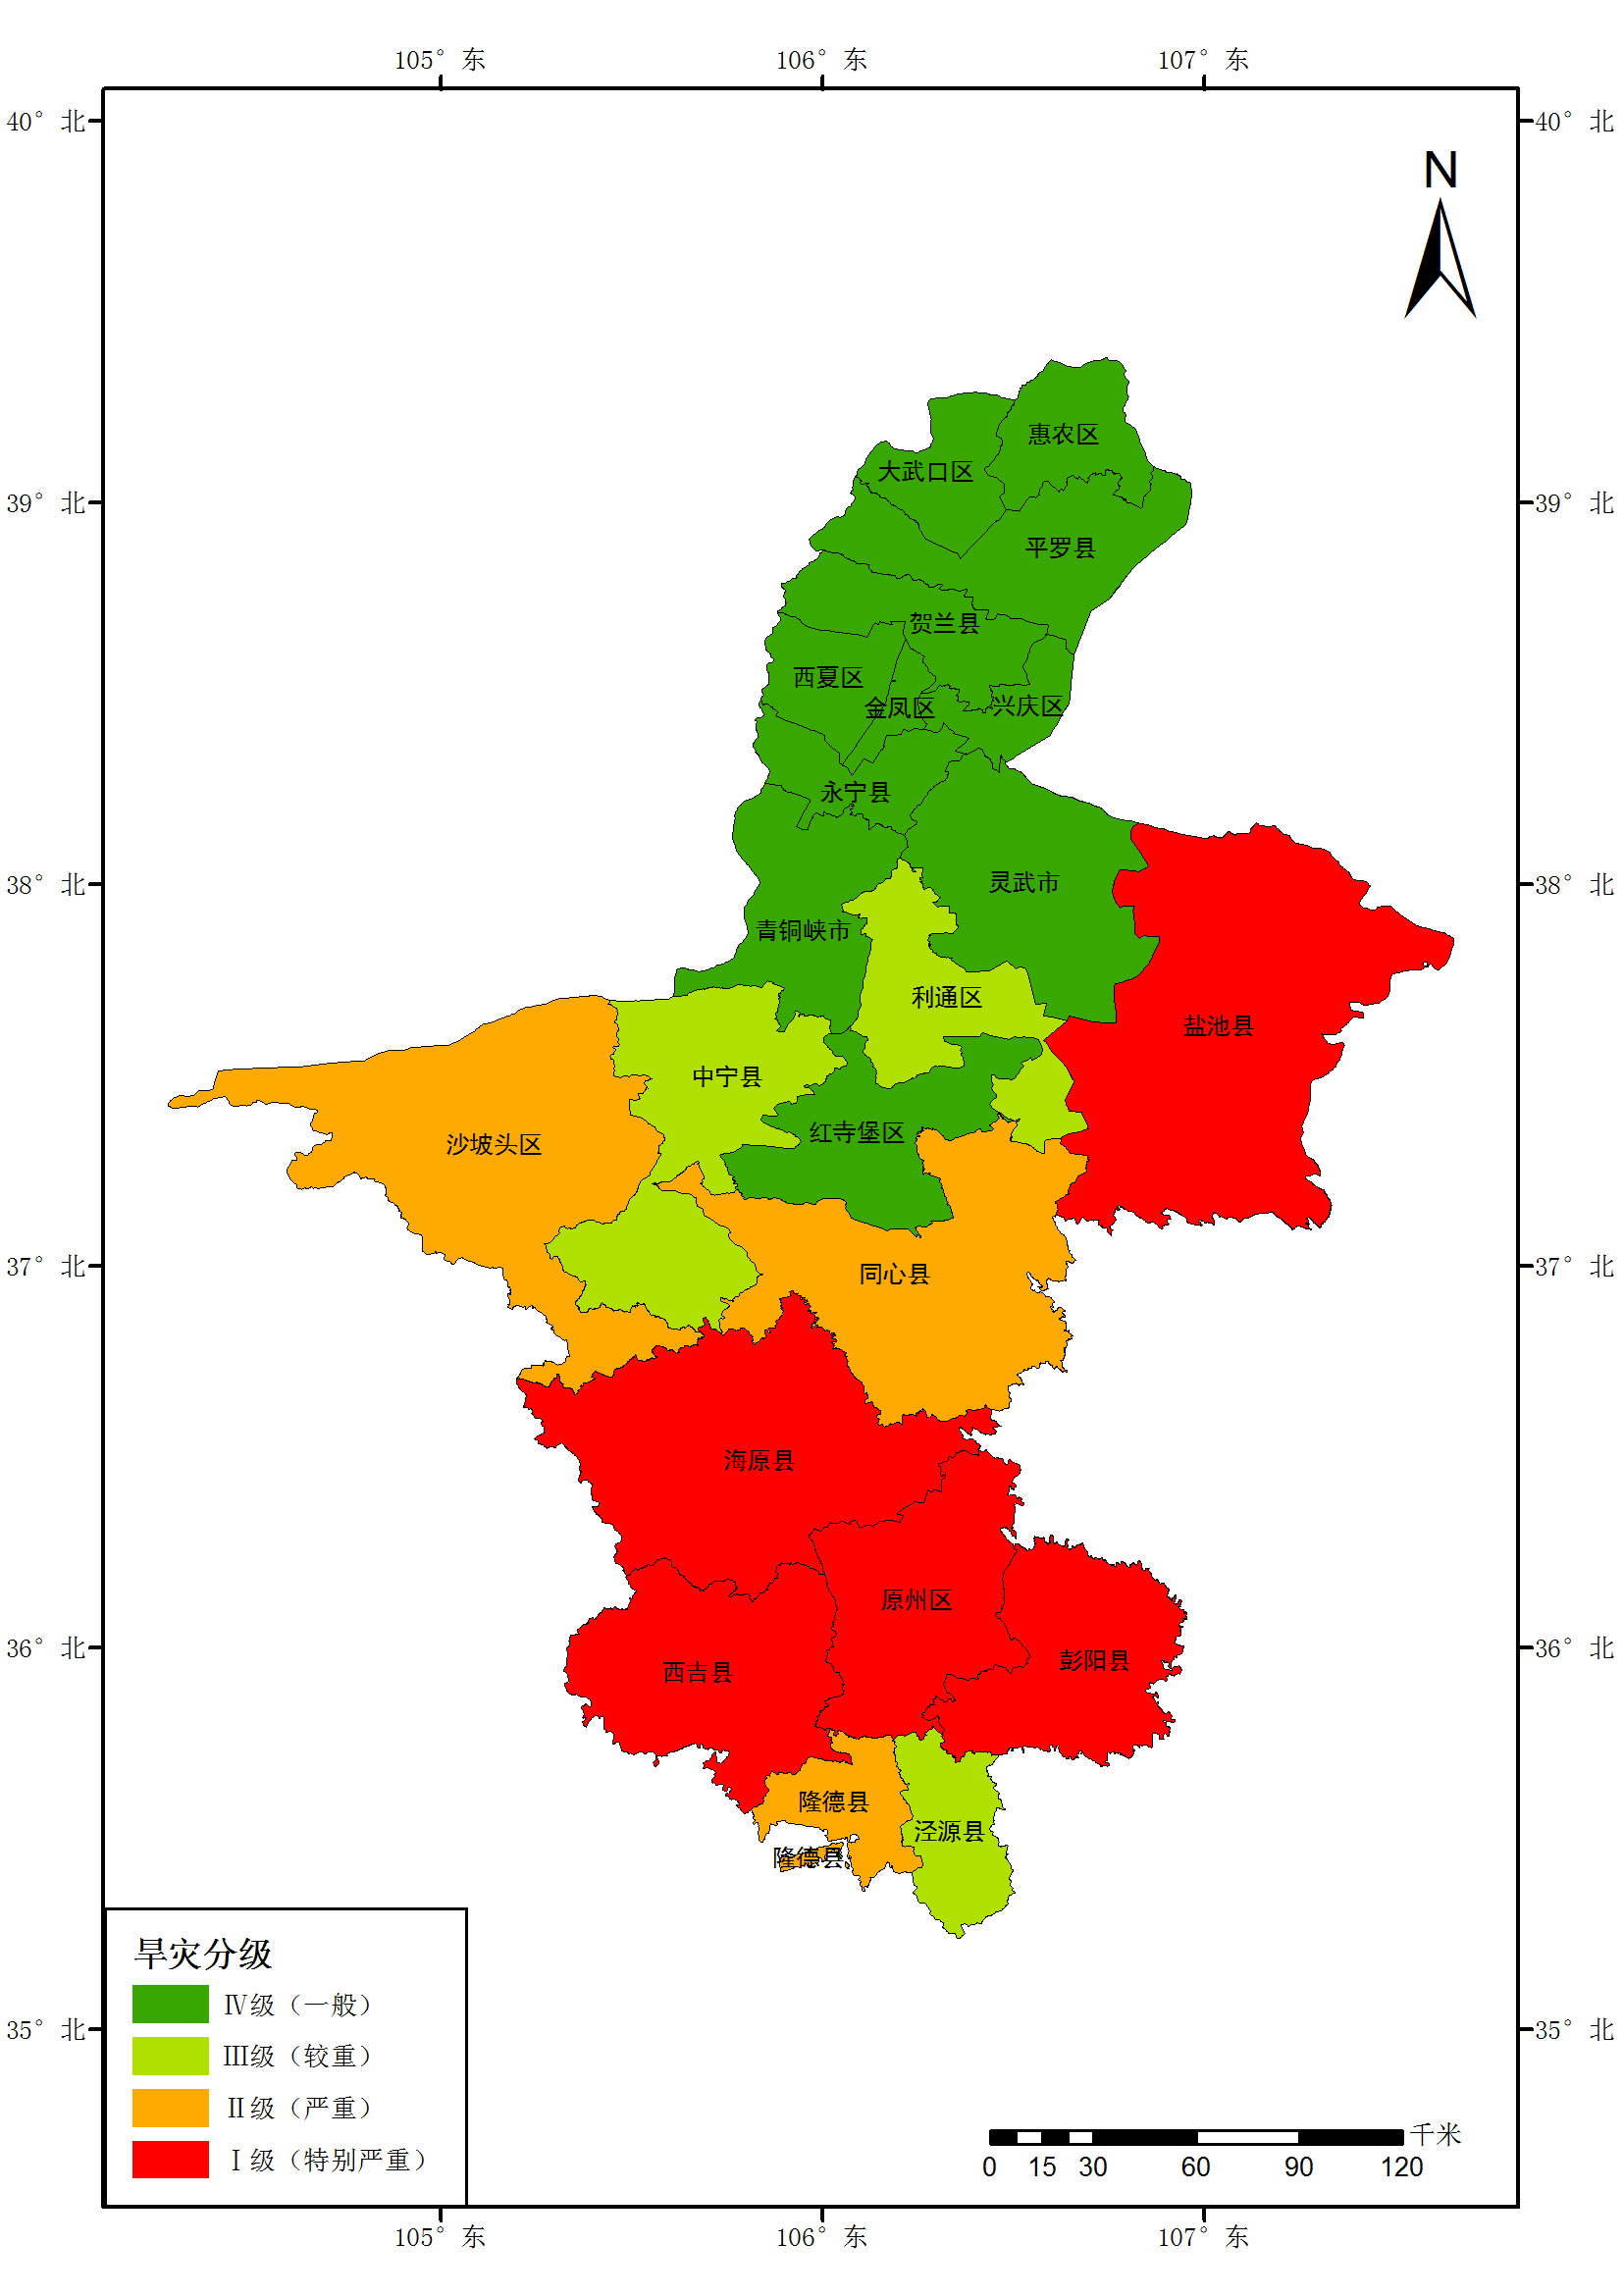 105° 东
106° 东
107° 东
40° 北
40° 北
N
惠农区
大武口区
39° 北
39° 北
平罗县
贺兰县
西夏区
金凤区
兴庆区
永宁县
38° 北
灵武市
38° 北
青铜峡市
利通区
盐池县
中宁县
红寺堡区
沙坡头区
37° 北
同心县
37° 北
海原县
原州区
36° 北
36° 北
彭阳县
西吉县
隆德县
泾源县
隆德县
旱灾分级
Ⅳ级（一般）
35° 北
35° 北
Ⅲ级（较重）
Ⅱ级（严重）
Ⅰ级（特别严重）
千米
0 15 30 60 90 120
105° 东
106° 东
107° 东